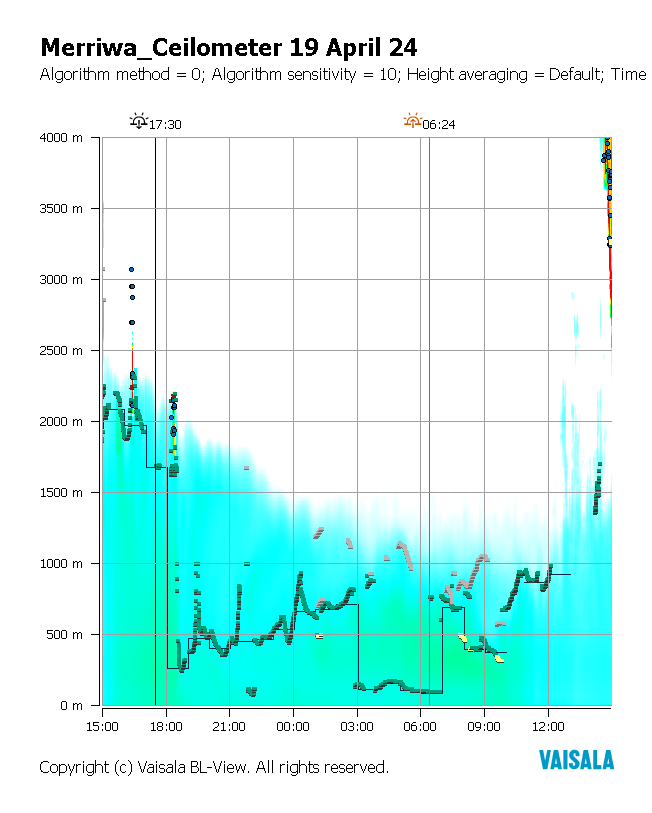 Merriwa_Ceilometer 19 April 24
Algorithm method = 0; Algorithm sensitivity = 10; Height averaging = Default; Time
17:30 06:24
4000 m
3500 m
3000 m
2500 m
2000 m
1500 m
1000 m
500 m
0 m
15:00 18:00 21:00 00:00 03:00 06:00 09:00 12:00
VAISALA
Copyright (c) Vaisala BL-View. All rights reserved.